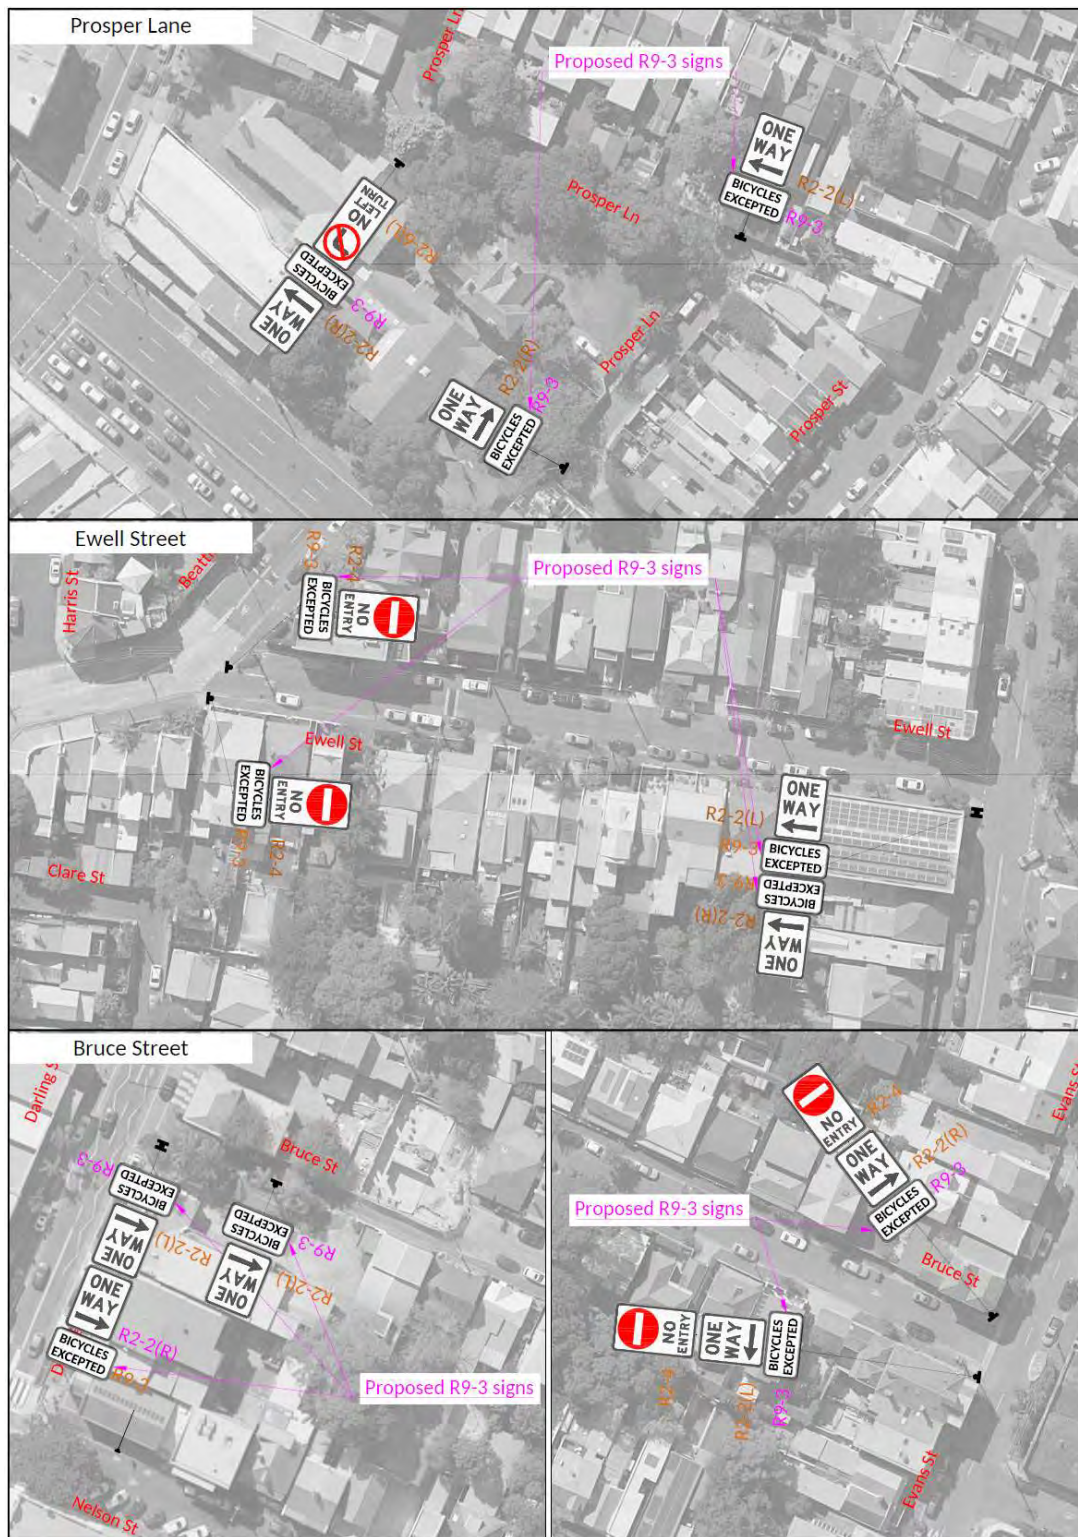 Prosper Lane
Prosper Ln
Proposed R9-3 signs
ONE
WAY
R2-2(L)
BICYCLES
EXCEPTED
R9-3
Prosper Ln
NO
LEFT
TURN
R2-6(L)
BICYCLES
EXCEPTED
R9-3
ONE
WAY
R2-2(R)
Prosper Ln
R2-2(R)
R9-3
ONE
WAY
BICYCLES
EXCEPTED
Prosper St
Ewell Street
Harris St
R9-3
R2-4
Proposed R9-3 signs
BICYCLES
EXCEPTED
NO
ENTRY
Ewell St
Ewell St
BICYCLES
EXCEPTED
NO
ENTRY
R9-3
R2-4
Clare St
ONE
WAY
R2-2(L)
R9-3
BICYCLES
EXCEPTED
R9-3
BICYCLES
EXCEPTED
R2-2(R)
ONE
WAY
Bruce Street
Bruce St
R9-3
BICYCLES
EXCEPTED
ONE
WAY
R2-2(L)
BICYCLES
EXCEPTED
R9-3
ONE
WAY
R2-2(L)
ONE
WAY
R2-2(R)
BICYCLES
EXCEPTED
Proposed R9-3 signs
Nelson St
Evans St
NO
ENTRY
R2-4
ONE
WAY
R2-2(R)
BICYCLES
EXCEPTED
R9-3
Proposed R9-3 signs
Bruce St
NO
ENTRY
ONE
WAY
BICYCLES
EXCEPTED
R2-4
R2-2(L)
R9-3
Evans St